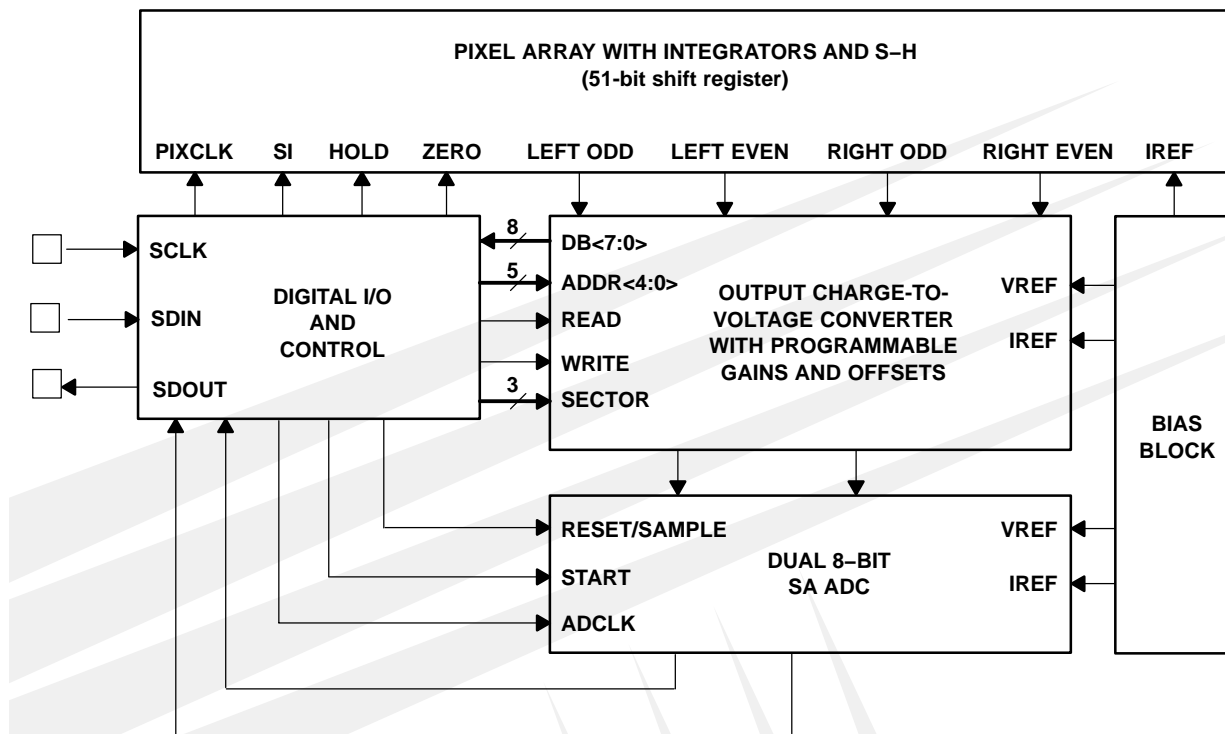 PIXEL ARRAY WITH INTEGRATORS AND S–H
(51-bit shift register)
PIXCLK SI HOLD ZERO LEFT ODD LEFT EVEN RIGHT ODD RIGHT EVEN IREF
SCLK
SDIN
SDOUT
DIGITAL I/O
AND
CONTROL
8
5
3
DB<7:0>
ADDR<4:0>
READ
WRITE
SECTOR
OUTPUT CHARGE-TO-
VOLTAGE CONVERTER
WITH PROGRAMMABLE
GAINS AND OFFSETS
VREF
IREF
BIAS
BLOCK
RESET/SAMPLE
START
ADCLK
DUAL 8–BIT
SA ADC
VREF
IREF